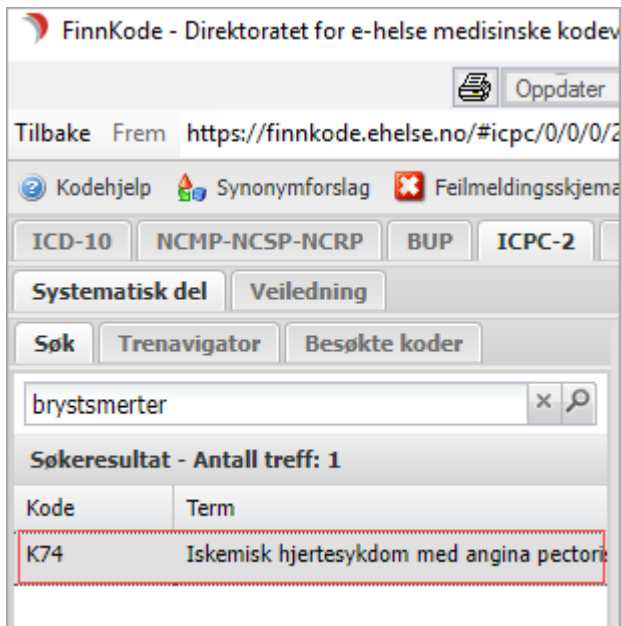 FinnKode - Direktoratet for e-helse medisinske kodev
Oppdater
Tilbake Frem https://finnkode.ehelse.no/#icpc/0/0/0/2
Kodehjelp Synonymforslag Feilmeldingsskjema
ICD-10 NCMP-NCSP-NCRP BUP ICPC-2
Systematisk del Veiledning
Søk Trenavigator Besøkte koder
brystsmerter
Søkeresultat - Antall treff: 1
Kode Term
K74 Iskemisk hjertesykdom med angina pectoris